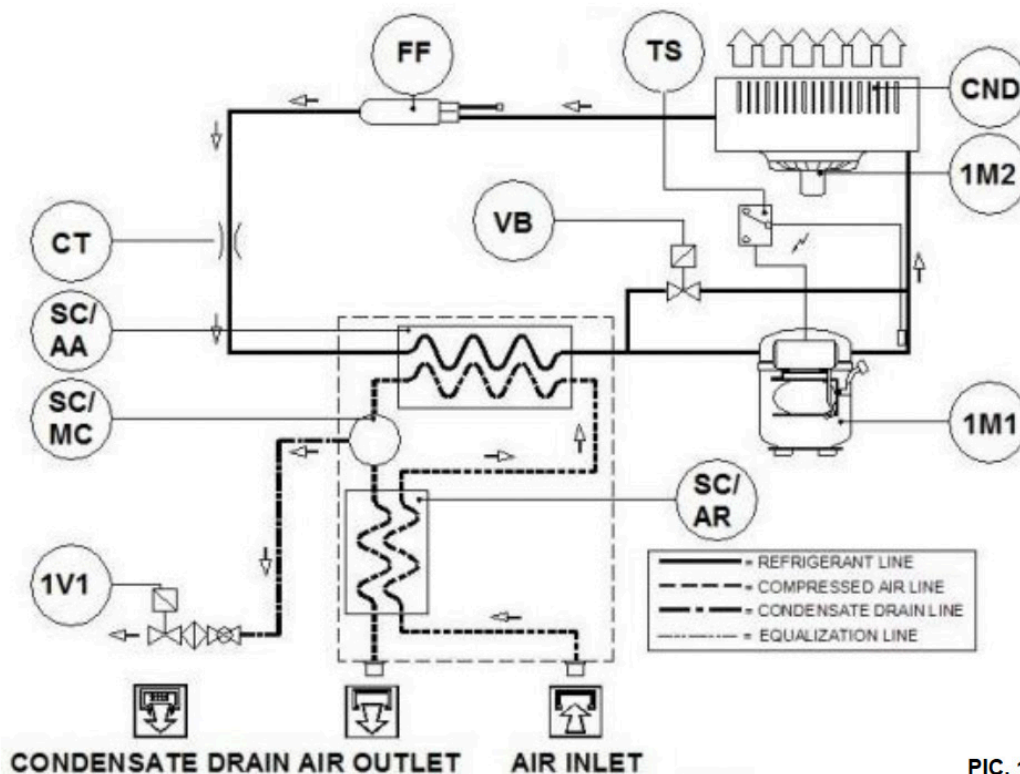 FF
TS
CND
1M2
VB
CT
SC/
AA
SC/
MC
1M1
SC/
AR
1V1
= REFRIGERANT LINE
= COMPRESSED AIR LINE
= CONDENSATE DRAIN LINE
= EQUALIZATION LINE
CONDENSATE DRAIN AIR OUTLET AIR INLET
PIC. 1